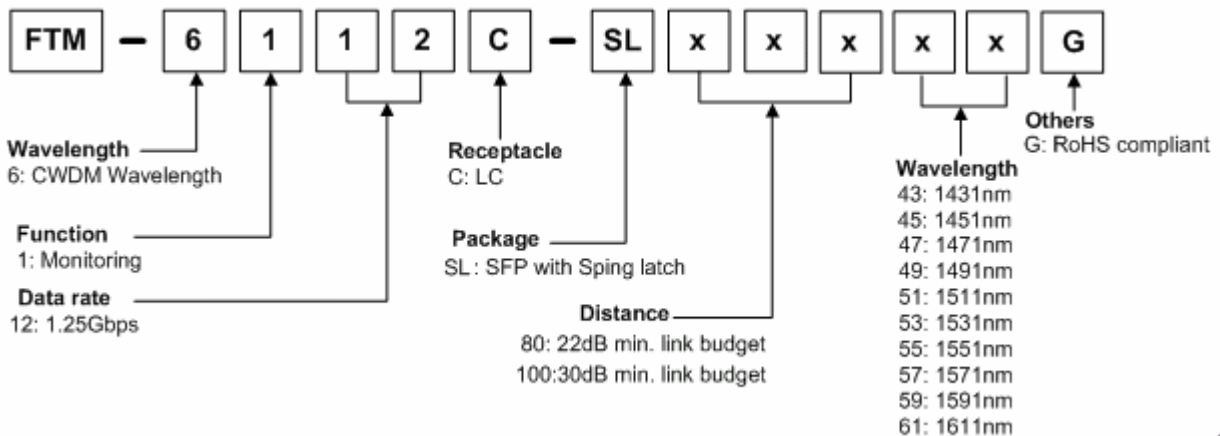 FTM – 6 1 1 2 C – SL x x x x x G
Wavelength
6: CWDM Wavelength
Function
1: Monitoring
Data rate
12: 1.25Gbps
Receptacle
C: LC
Package
SL: SFP with Sping latch
Distance
80: 22dB min. link budget
100:30dB min. link budget
Wavelength
43: 1431nm
45: 1451nm
47: 1471nm
49: 1491nm
51: 1511nm
53: 1531nm
55: 1551nm
57: 1571nm
59: 1591nm
61: 1611nm
Others
G: RoHS compliant